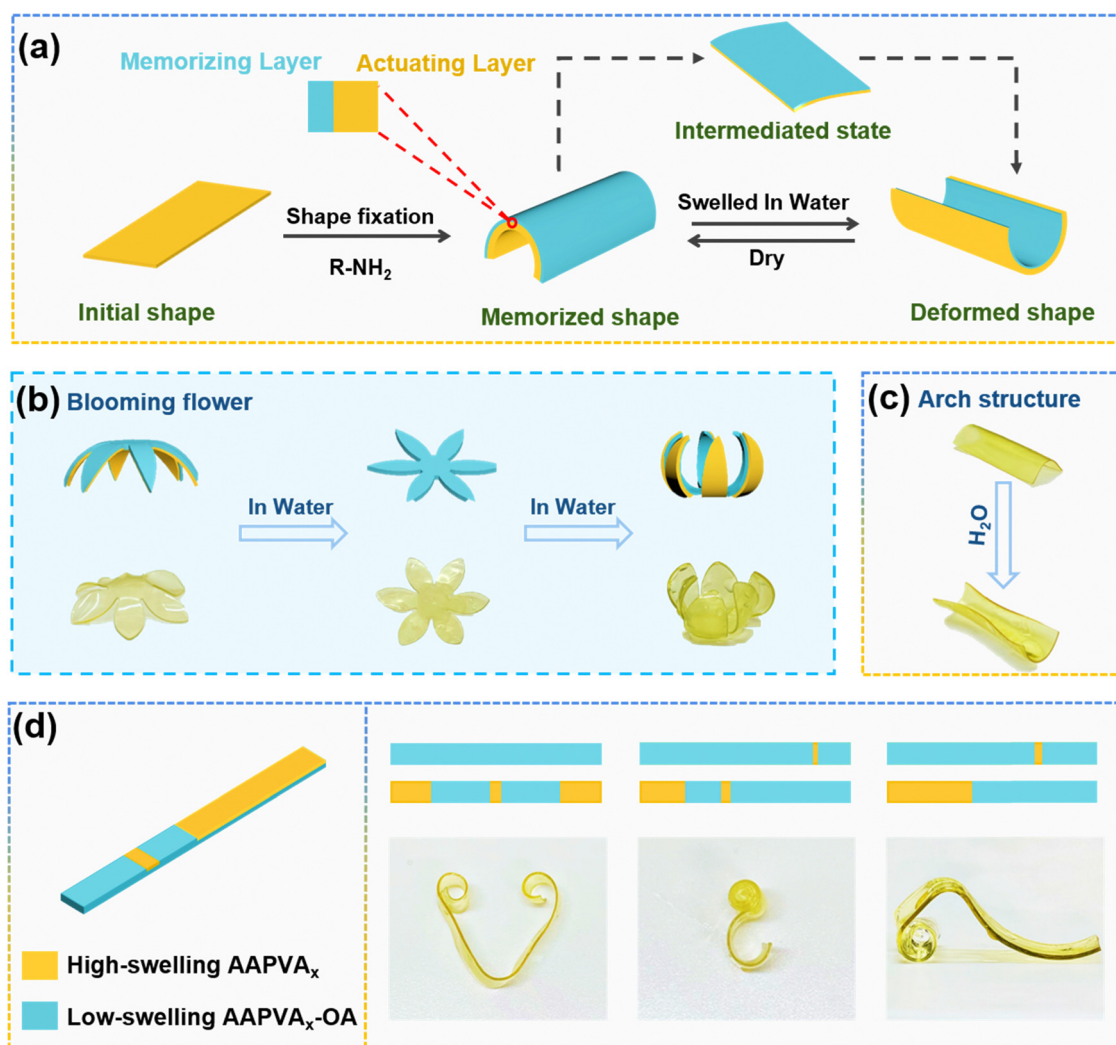 (a)
Memorizing Layer
Actuating Layer
Intermediated state
Shape fixation
R-NH₂
Swelled In Water
Dry
Initial shape
Memorized shape
Deformed shape
(b) Blooming flower
In Water
In Water
(c) Arch structure
H₂O
(d)
High-swelling AAPVAₓ
Low-swelling AAPVAₓ-OA